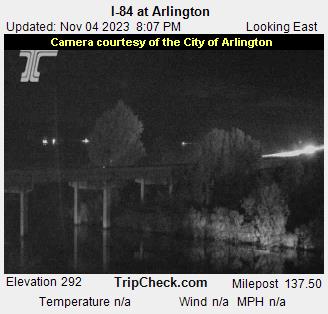 I-84 at Arlington
Updated: Nov 04 2023 8:07 PM Looking East
Camera courtesy of the City of Arlington
Elevation 292 TripCheck.com Milepost 137.50
Temperature n/a Wind n/a MPH n/a